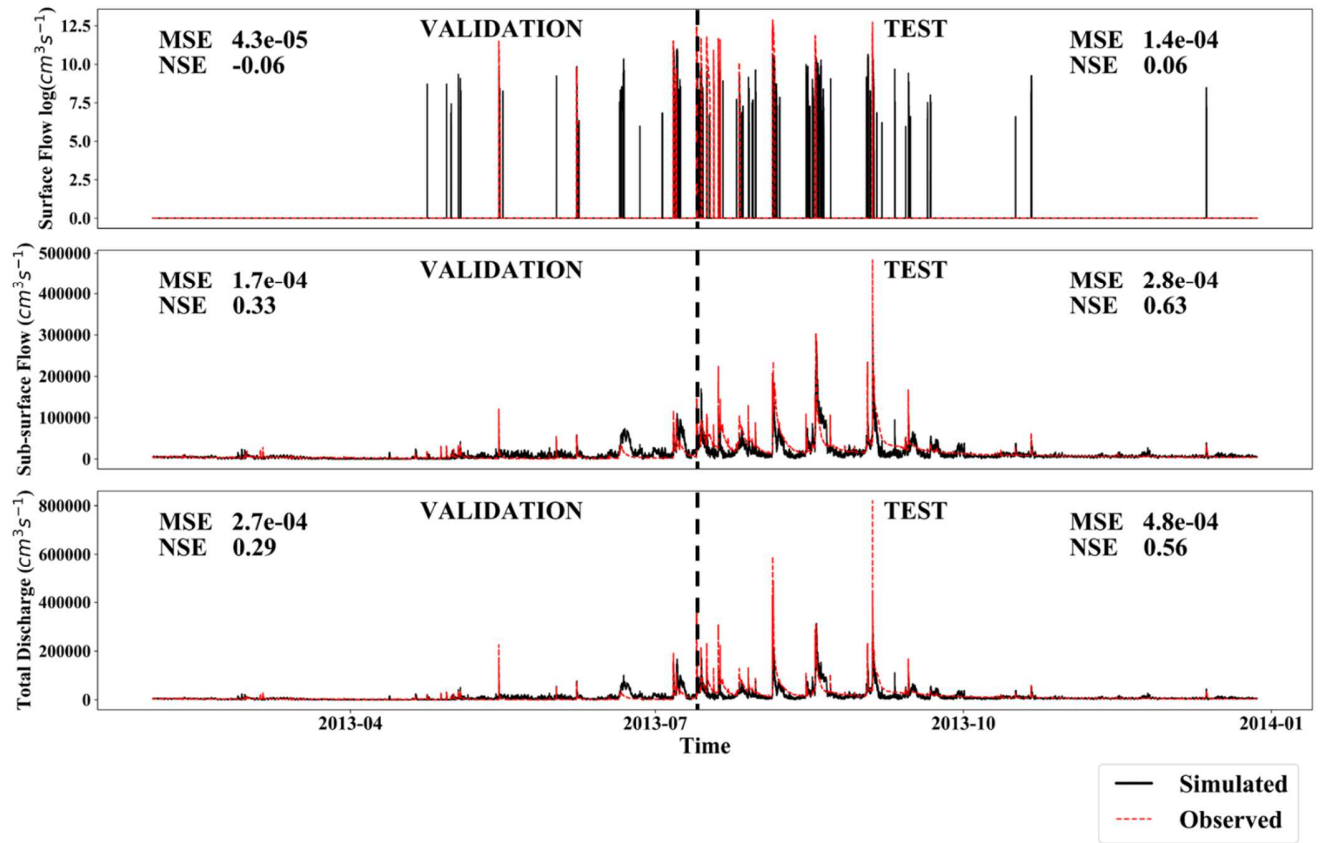 VALIDATION TEST
MSE 4.3e-05
NSE -0.06
MSE 1.4e-04
NSE 0.06
Surface Flow log(cm³s⁻¹)
12.5
10.0
7.5
5.0
2.5
0.0
VALIDATION TEST
MSE 1.7e-04
NSE 0.33
MSE 2.8e-04
NSE 0.63
Sub-surface Flow (cm³s⁻¹)
500000
400000
300000
200000
100000
0
VALIDATION TEST
MSE 2.7e-04
NSE 0.29
MSE 4.8e-04
NSE 0.56
Total Discharge (cm³s⁻¹)
800000
600000
400000
200000
0
2013-04 2013-07 2013-10 2014-01
Time
Simulated
Observed